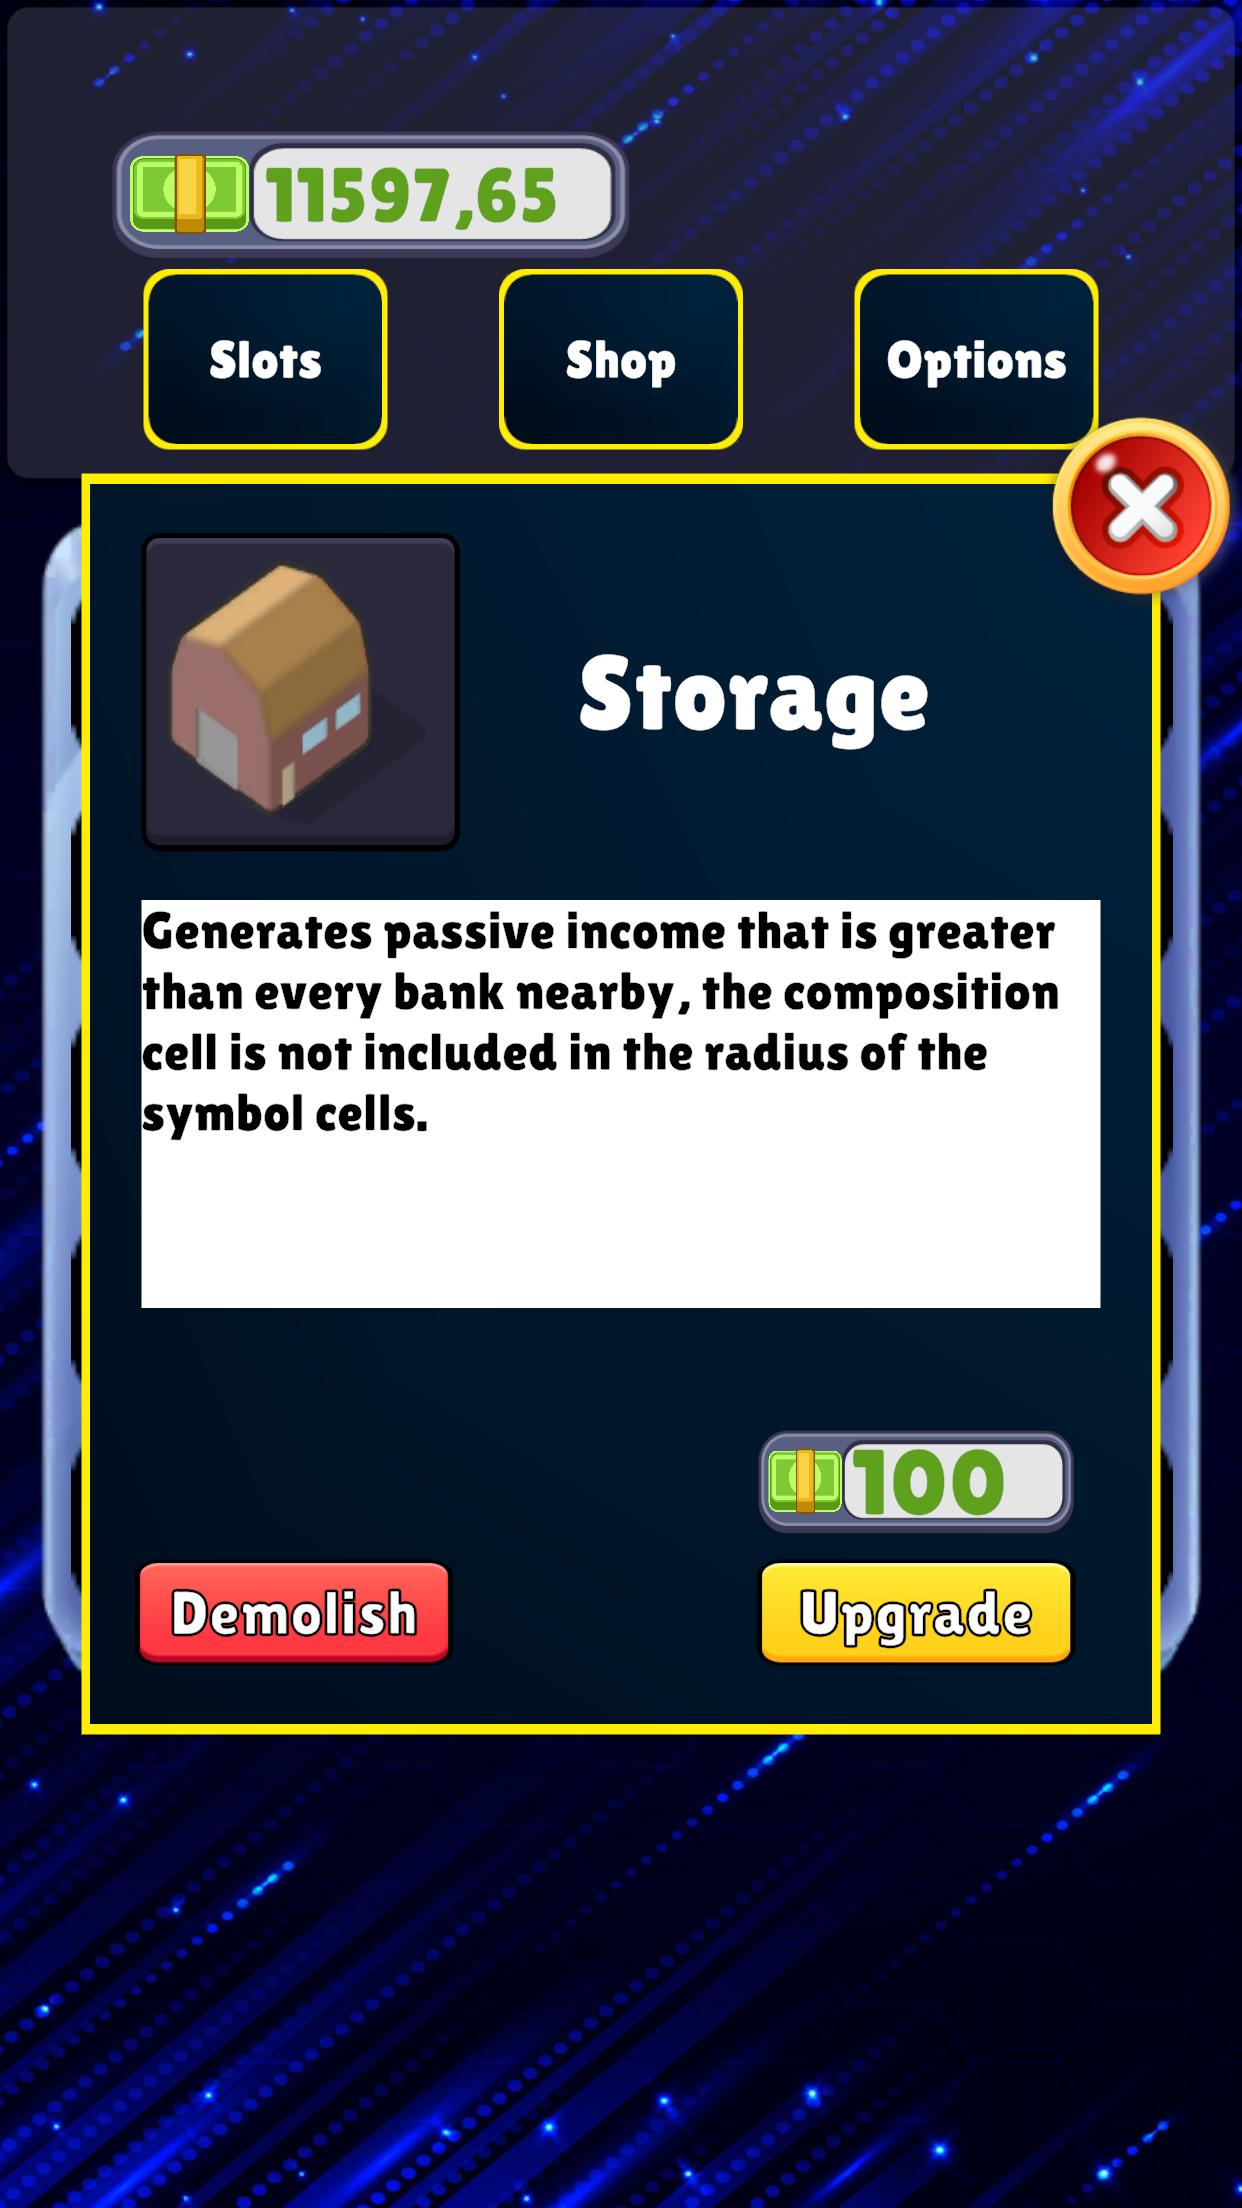 11597,65
Slots
Shop
Options
Storage
Generates passive income that is greater
than every bank nearby, the composition
cell is not included in the radius of the
symbol cells.
100
Demolish
Upgrade